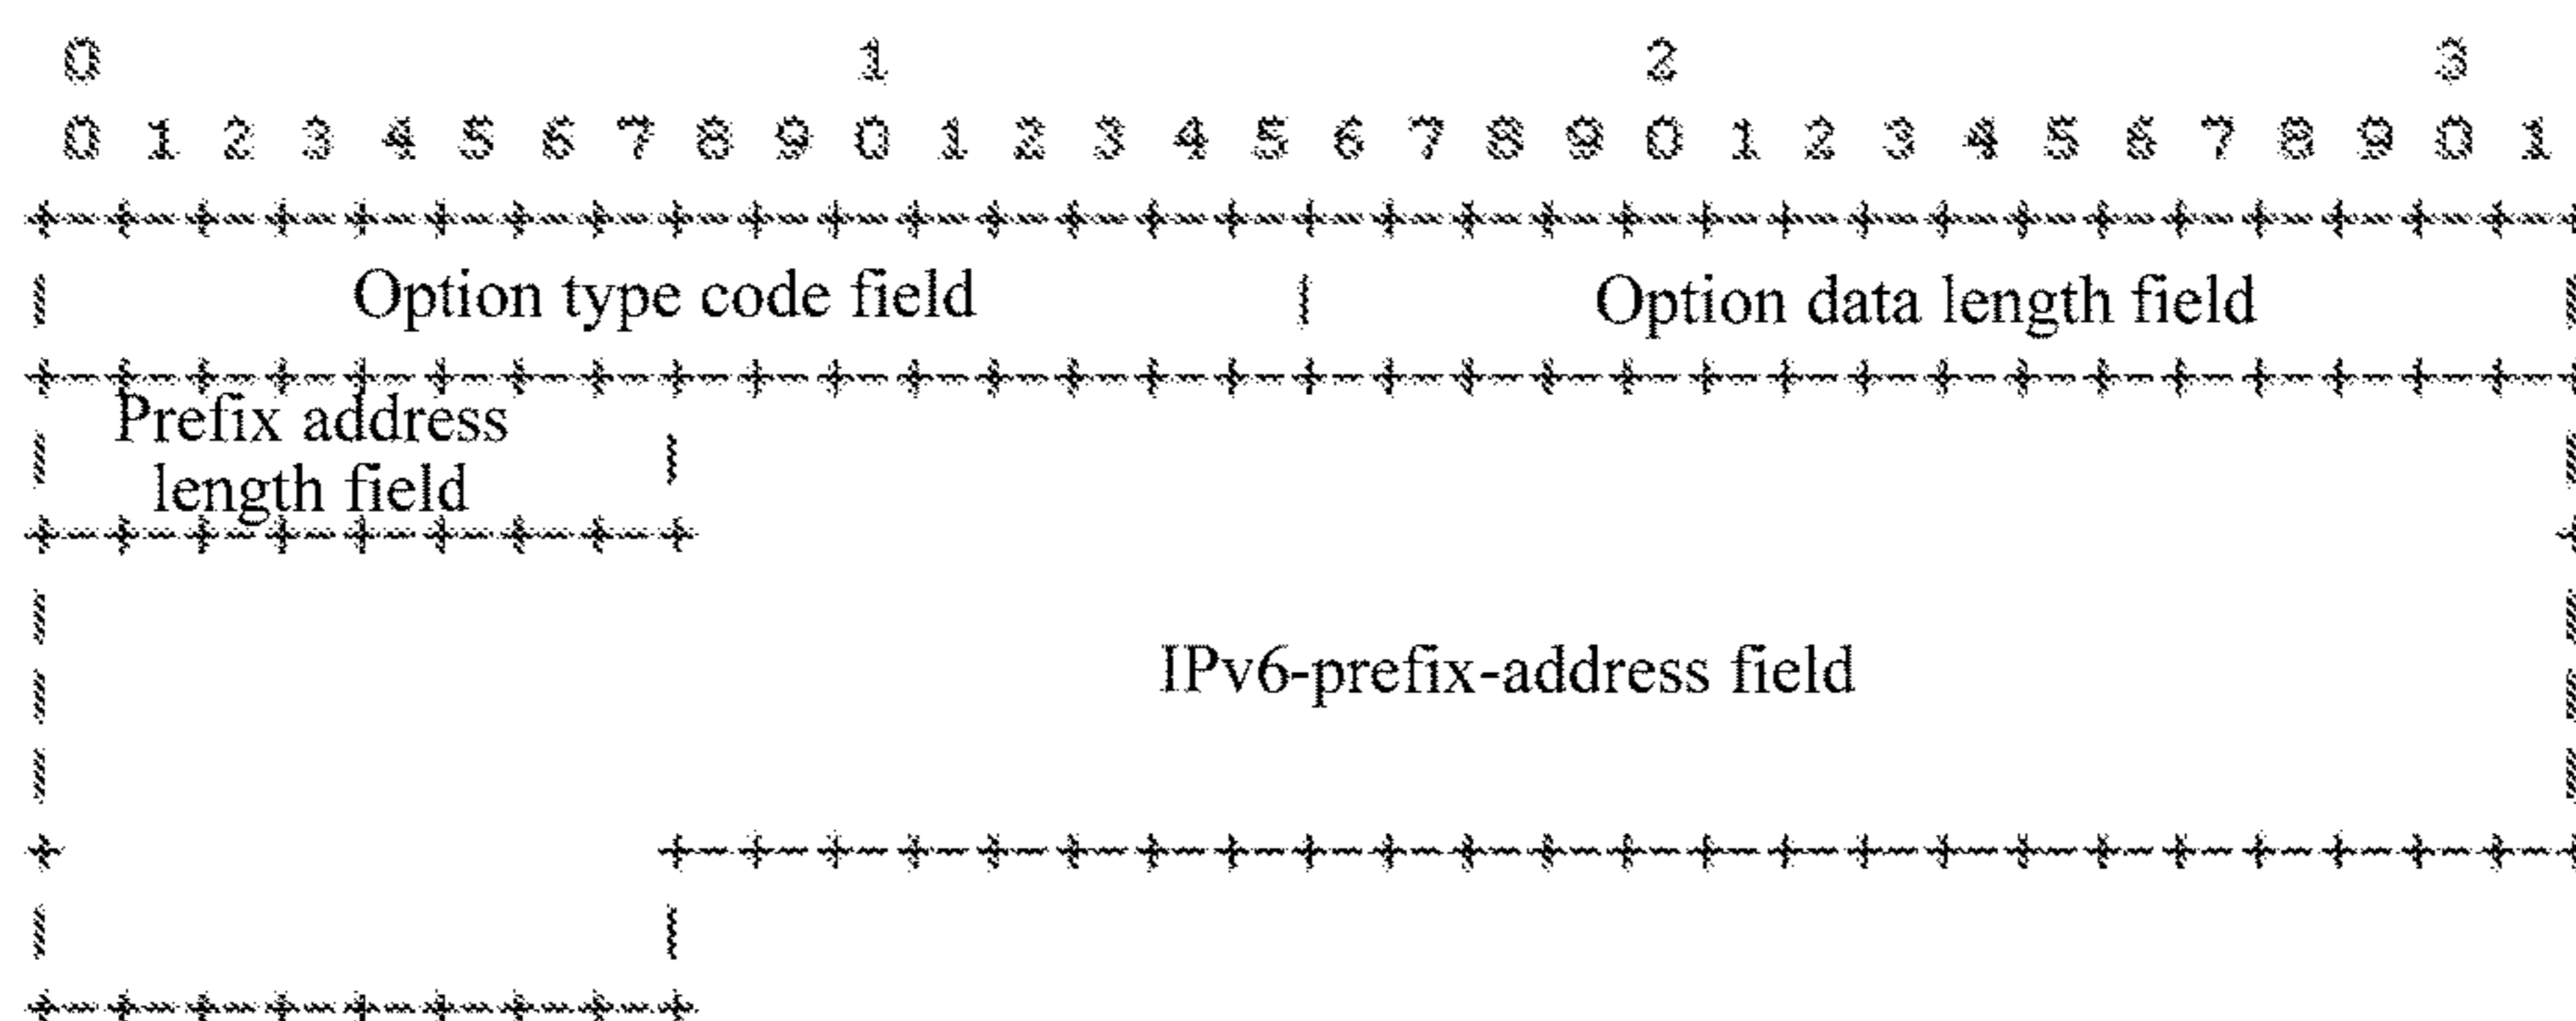 0 1 2 3
0 1 2 3 4 5 6 7 8 9 0 1 2 3 4 5 6 7 8 9 0 1 2 3 4 5 6 7 8 9 0 1
Option type code field Option data length field
Prefix address
length field
IPv6-prefix-address field